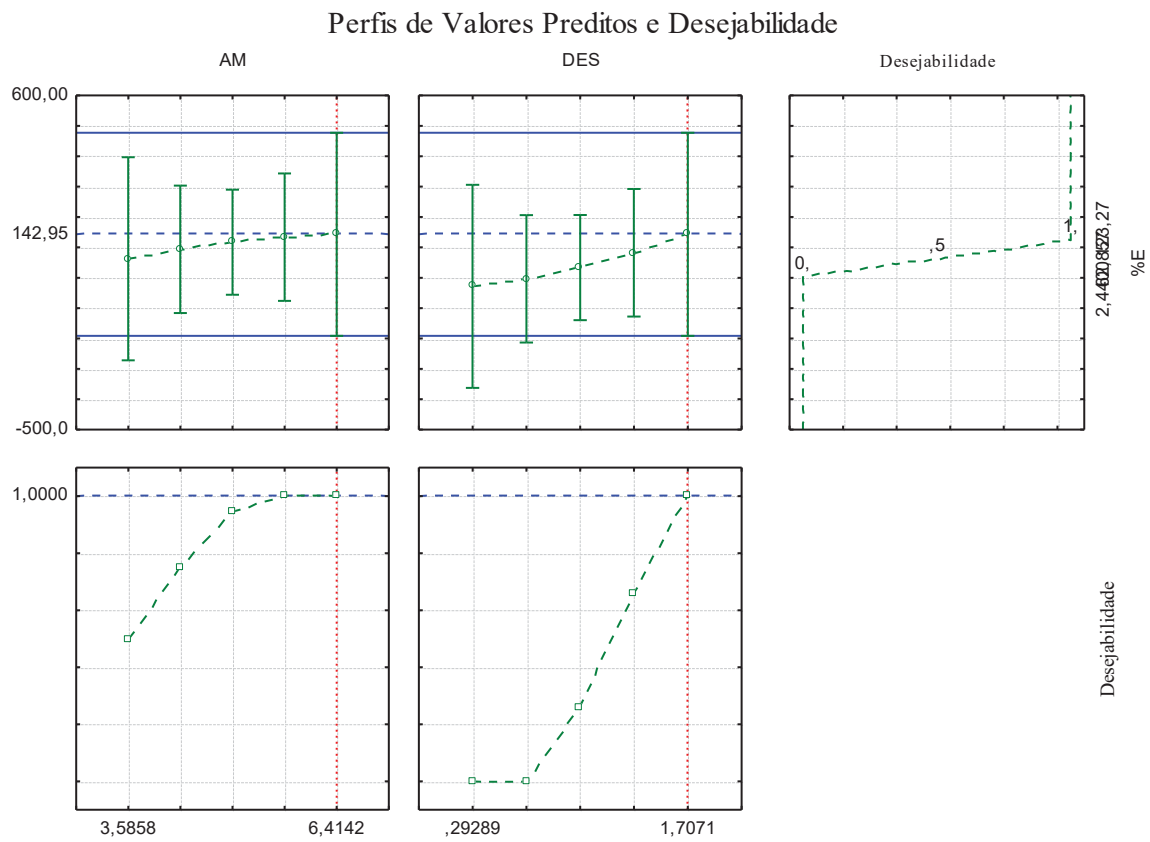 Perfis de Valores Preditos e Desejabilidade
AM
DES
Desejabilidade
600,00
142,95
-500,0
0,
,5
1,
%E
1,0000
Desejabilidade
3,5858
6,4142
,29289
1,7071